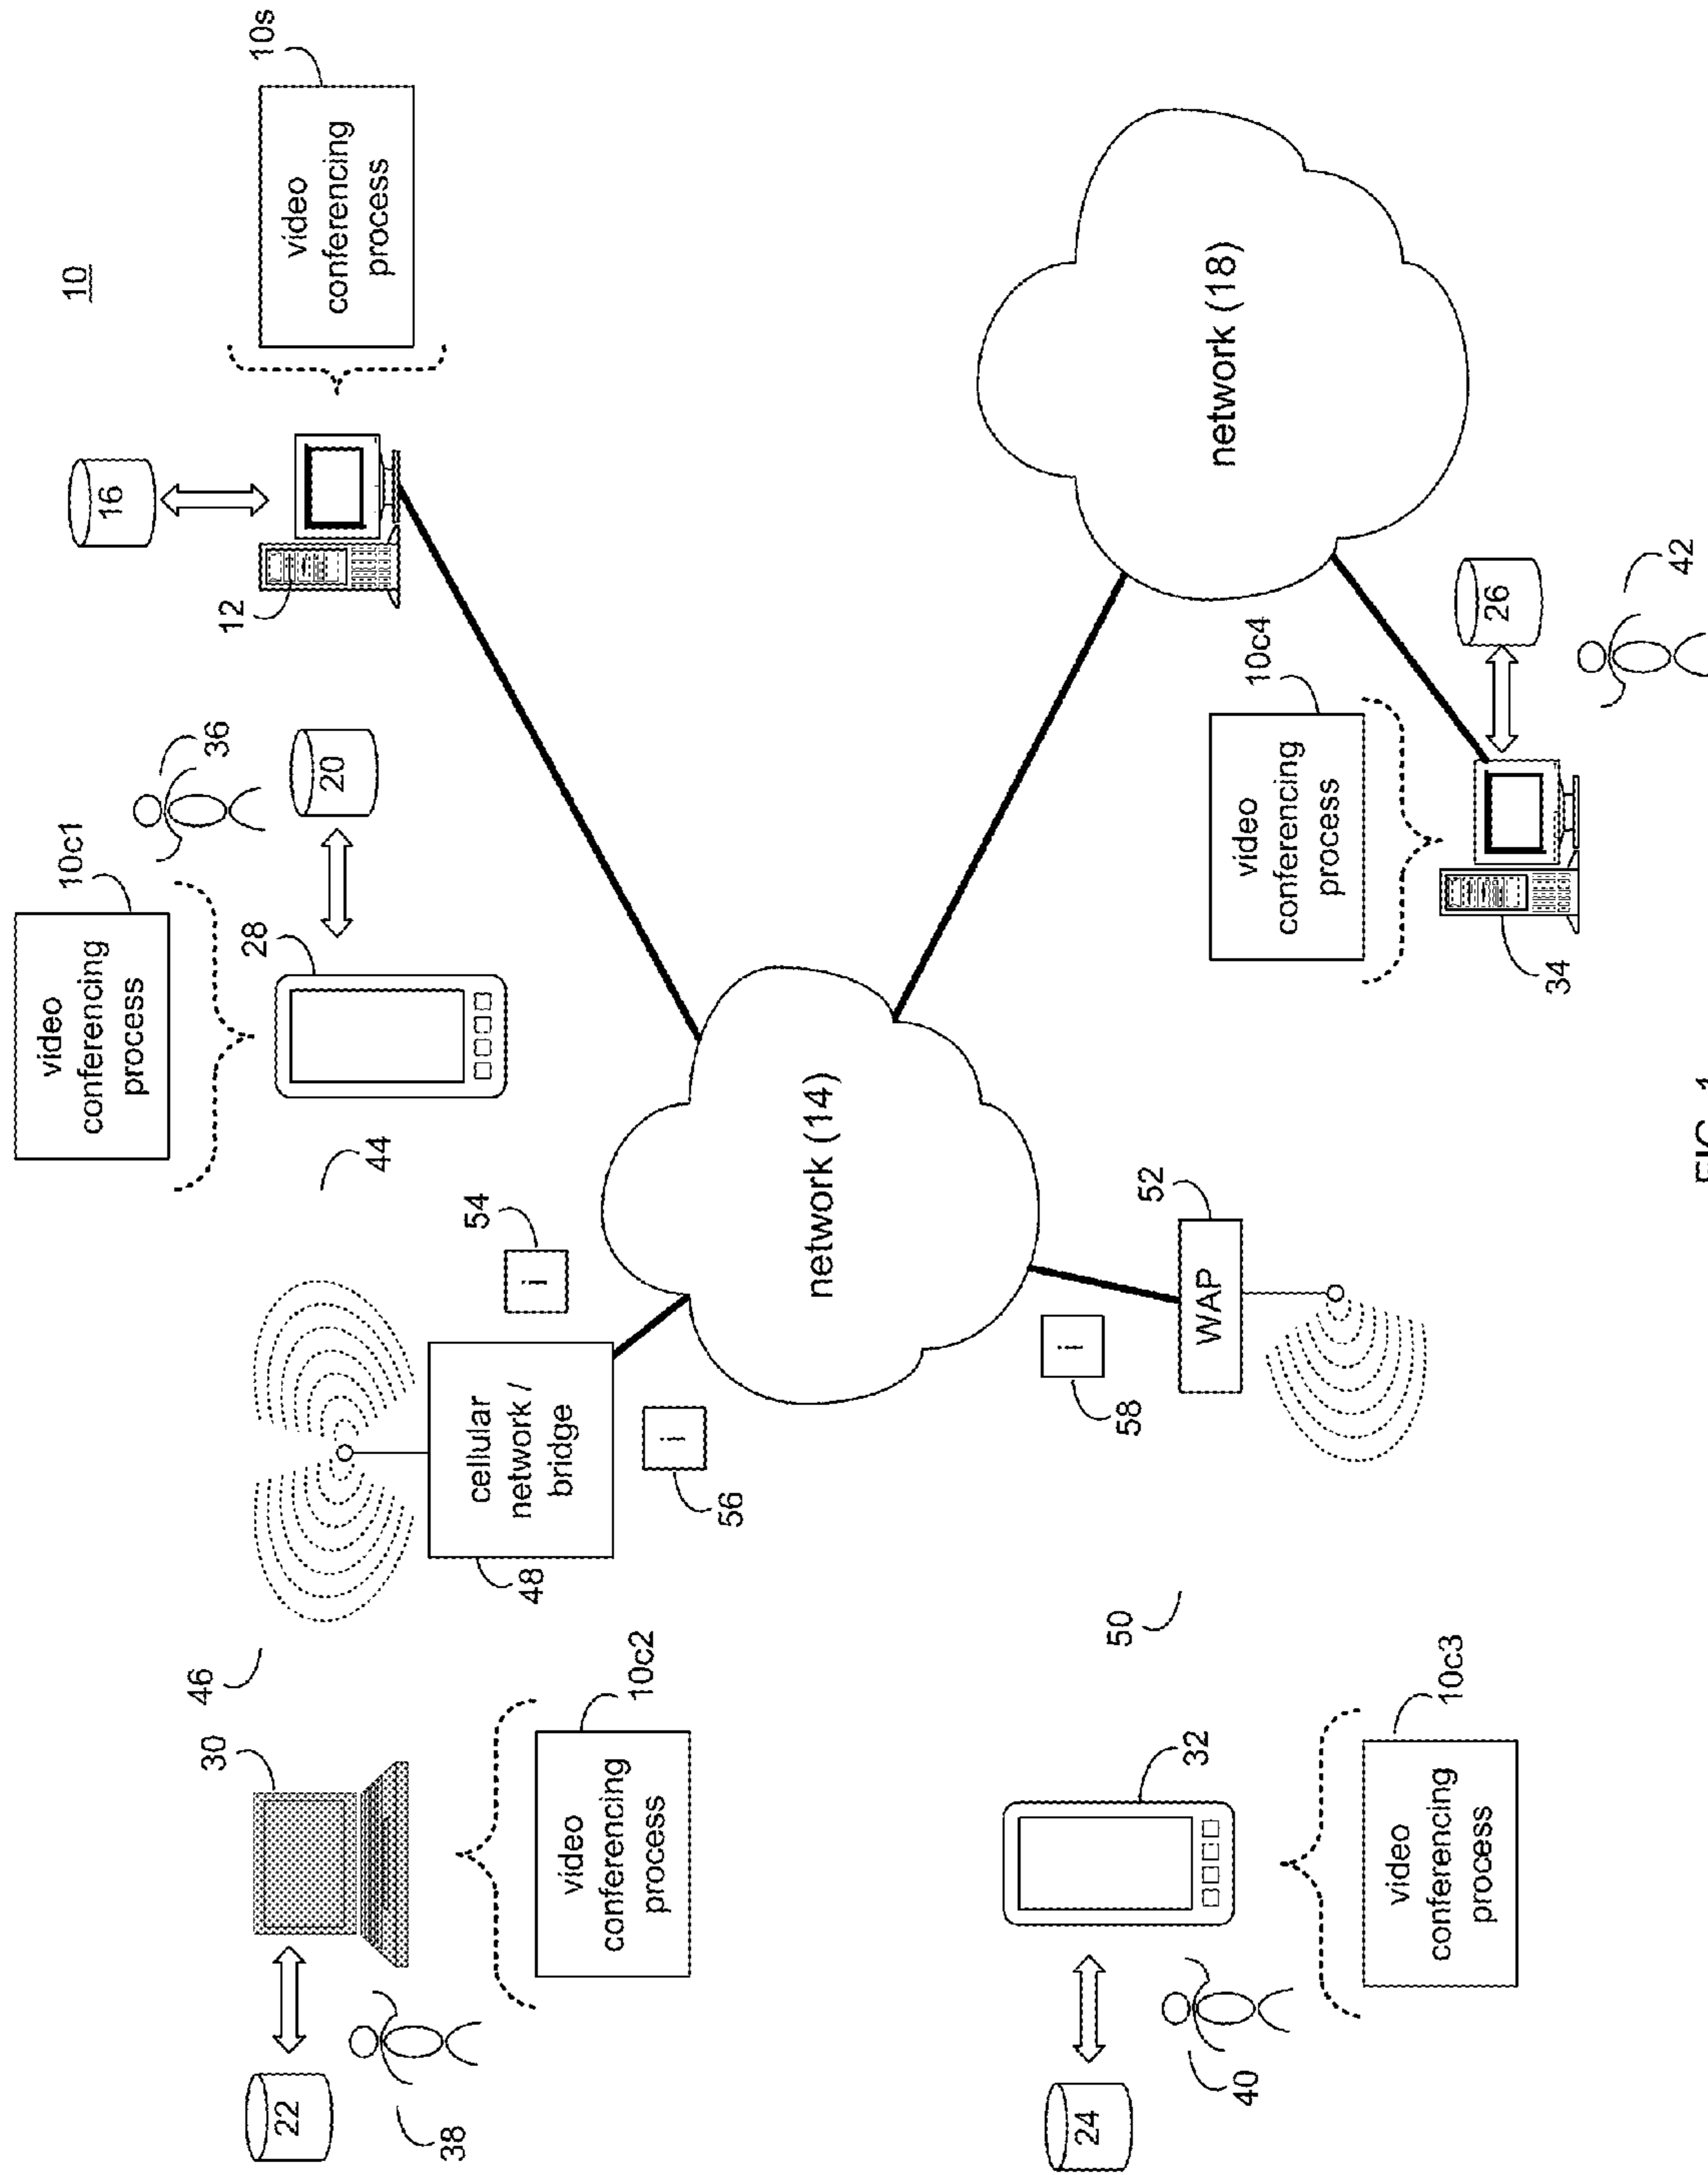 10
video
conferencing
process
10s
16
12
video
conferencing
process
10c1
36
20
28
44
46
54
cellular
network /
bridge
48
56
30
22
38
video
conferencing
process
10c2
network (14)
network (18)
58
52
WAP
50
32
24
40
video
conferencing
process
10c3
video
conferencing
process
10c4
26
42
34
i
i
i
FIG. 1